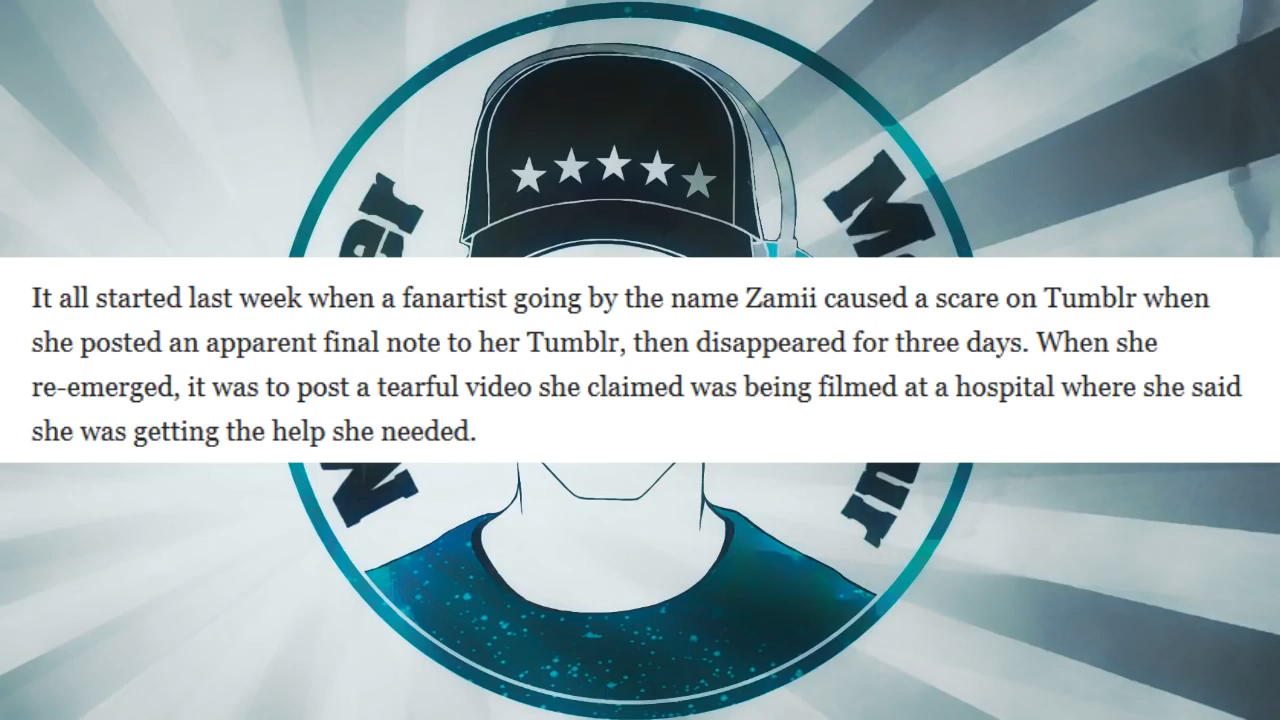 It all started last week when a fanartist going by the name Zamii caused a scare on Tumblr when
she posted an apparent final note to her Tumblr, then disappeared for three days. When she
re-emerged, it was to post a tearful video she claimed was being filmed at a hospital where she said
she was getting the help she needed.